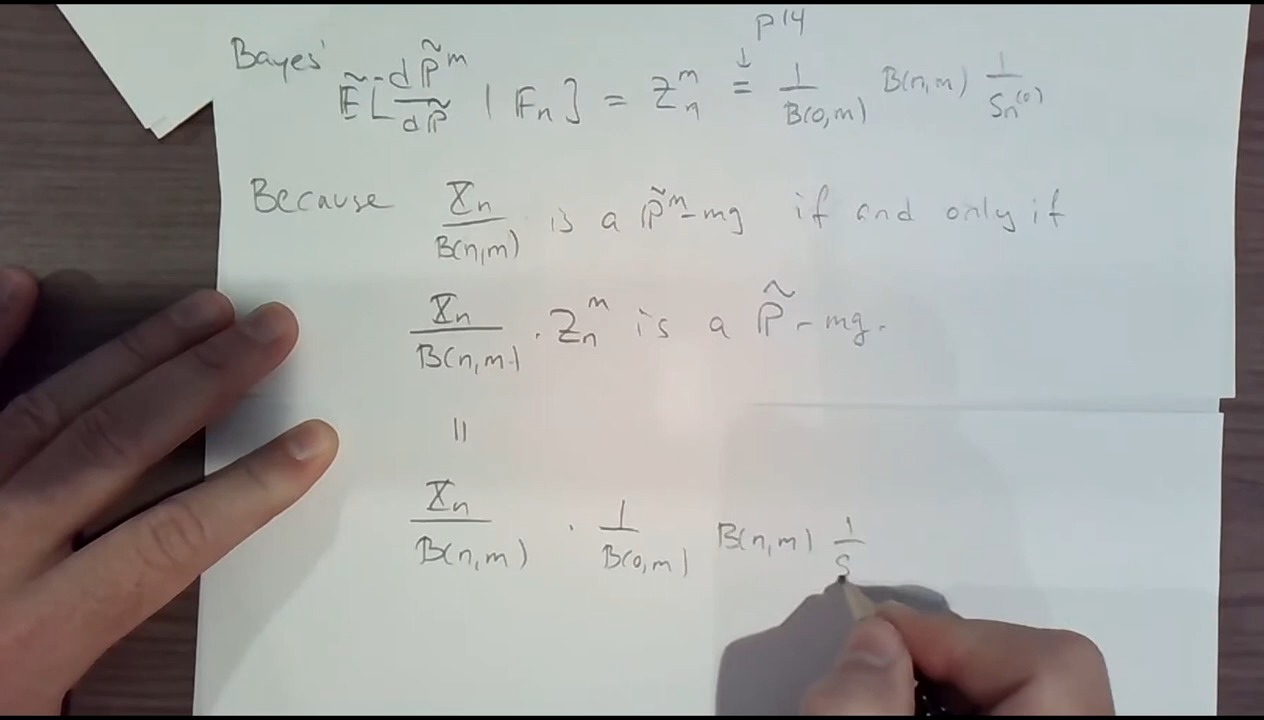 p14
↓
Bayes' Ẽ[dP̃ᵐ/dP̃ | Fₙ] = Zₙᵐ = 1/B(0,m) B(n,m) 1/Sₙ⁽⁰⁾
Because Xₙ/B(n,m) is a P̃ᵐ-mg if and only if
Xₙ/B(n,m) · Zₙᵐ is a P̃-mg.
||
Xₙ/B(n,m) · 1/B(0,m) B(n,m) 1/S